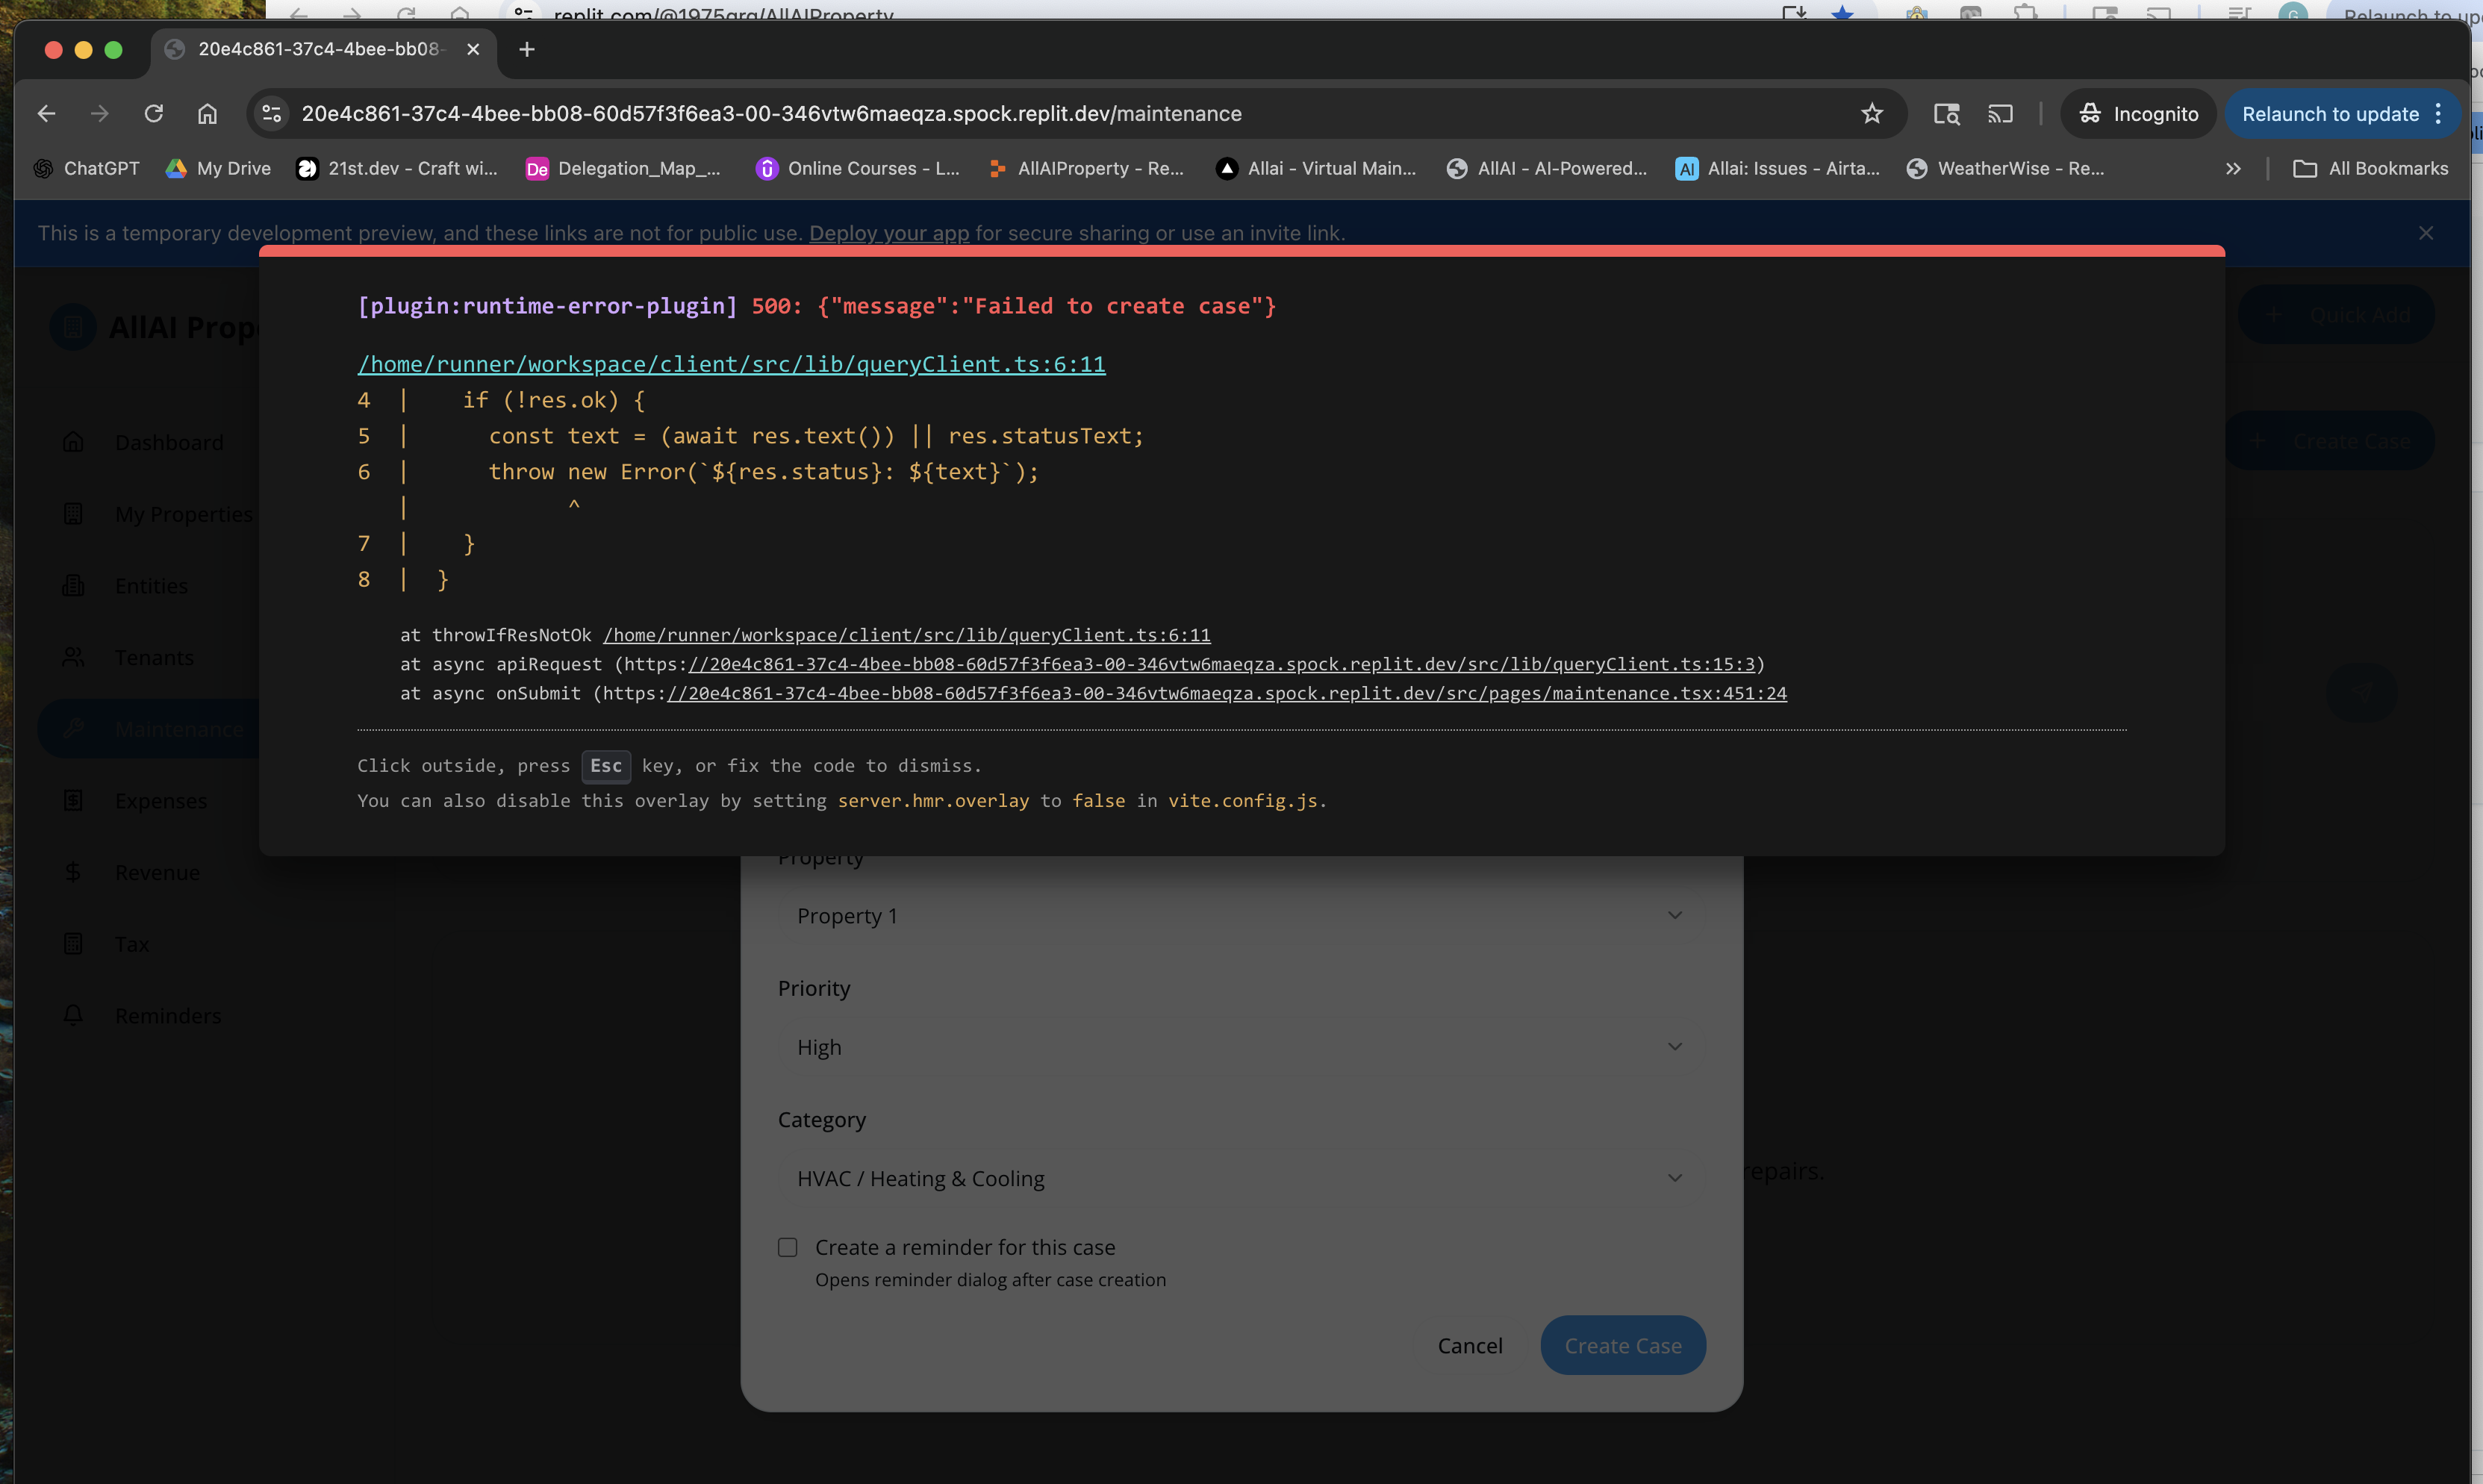 replit.com/@1975grg/AllAIProperty
Relaunch to
20e4c861-37c4-4bee-bb08-
20e4c861-37c4-4bee-bb08-60d57f3f6ea3-00-346vtw6maeqza.spock.replit.dev/maintenance
Incognito
Relaunch to update
ChatGPT
My Drive
21st.dev - Craft wi...
De
Delegation_Map_...
Online Courses - L...
AllAIProperty - Re...
Allai - Virtual Main...
AllAI - AI-Powered...
AI
Allai: Issues - Airta...
WeatherWise - Re...
All Bookmarks
This is a temporary development preview, and these links are not for public use. Deploy your app for secure sharing or use an invite link.
AllAI Prop
Quick Add
Create Case
Dashboard
My Properties
Entities
Tenants
Maintenance
Expenses
Revenue
Tax
Reminders
[plugin:runtime-error-plugin] 500: {"message":"Failed to create case"}
/home/runner/workspace/client/src/lib/queryClient.ts:6:11
4  |    if (!res.ok) {
5  |      const text = (await res.text()) || res.statusText;
6  |      throw new Error(`${res.status}: ${text}`);
   |            ^
7  |    }
8  |  }
at throwIfResNotOk /home/runner/workspace/client/src/lib/queryClient.ts:6:11
at async apiRequest (https://20e4c861-37c4-4bee-bb08-60d57f3f6ea3-00-346vtw6maeqza.spock.replit.dev/src/lib/queryClient.ts:15:3)
at async onSubmit (https://20e4c861-37c4-4bee-bb08-60d57f3f6ea3-00-346vtw6maeqza.spock.replit.dev/src/pages/maintenance.tsx:451:24
Click outside, press Esc key, or fix the code to dismiss.
You can also disable this overlay by setting server.hmr.overlay to false in vite.config.js.
Property
Property 1
Priority
High
Category
HVAC / Heating & Cooling
repairs.
Create a reminder for this case
Opens reminder dialog after case creation
Cancel
Create Case